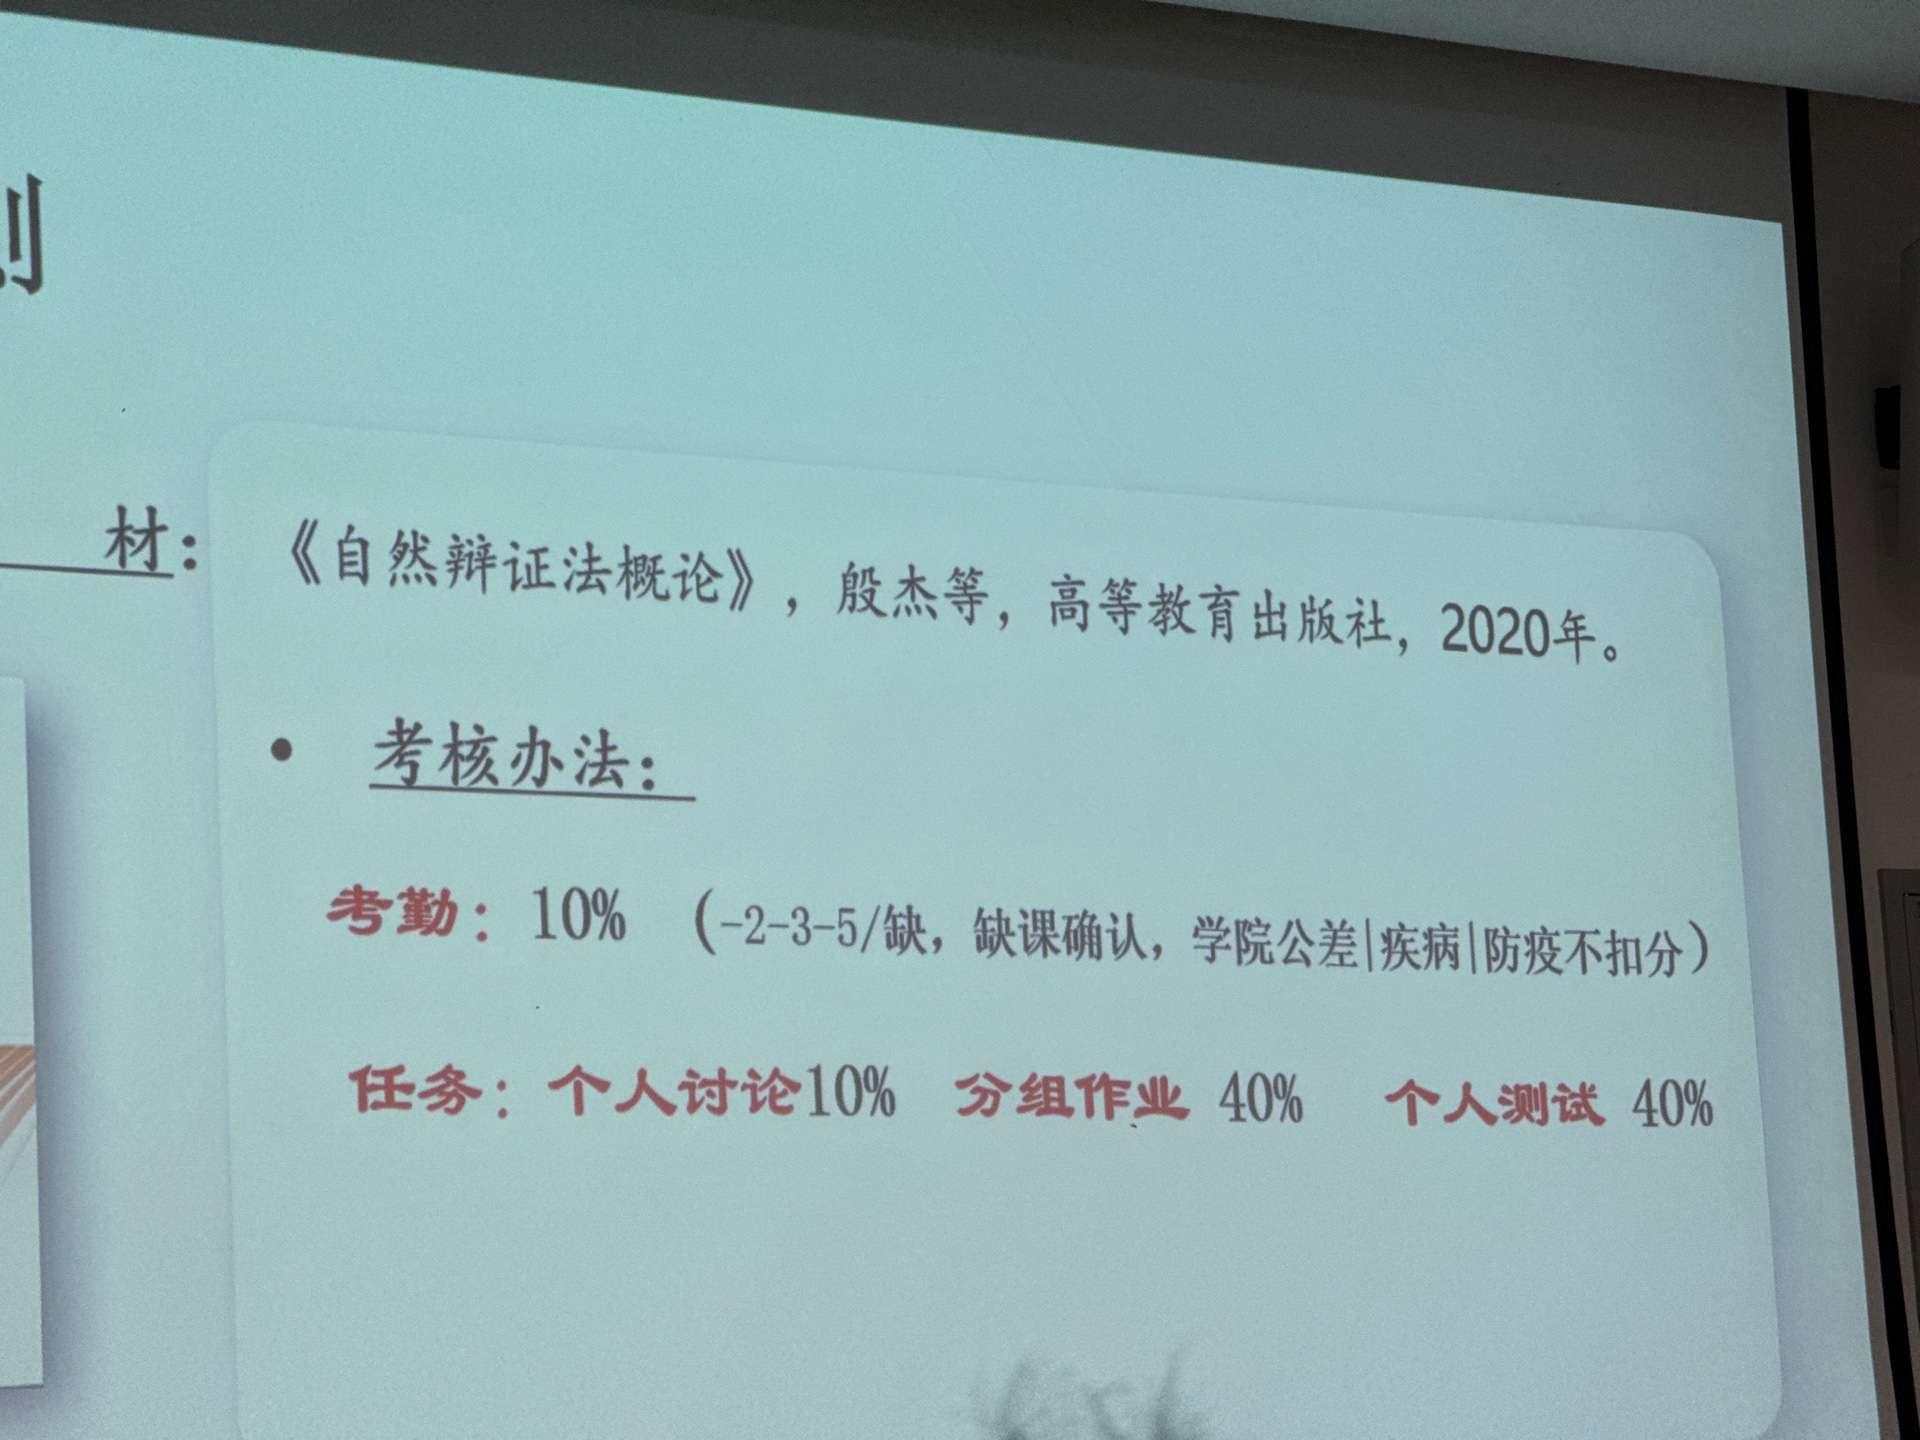 材：
《自然辩证法概论》，殷杰等，高等教育出版社，2020年。
• 考核办法：
考勤：10% （-2-3-5/缺，缺课确认，学院公差|疾病|防疫不扣分）
任务：个人讨论10% 分组作业 40% 个人测试 40%